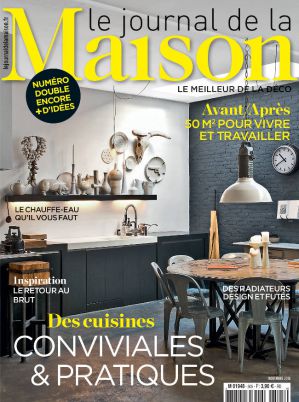 lejournaldelamaison.fr
le journal de la
Maison
LE MEILLEUR DE LA DÉCO
NUMÉRO
DOUBLE
ENCORE
+D'IDÉES
Avant/Après
50 M² POUR VIVRE
ET TRAVAILLER
LE CHAUFFE-EAU
QU'IL VOUS FAUT
Inspiration
LE RETOUR AU
BRUT
DES RADIATEURS
DESIGN ET FUTÉS
Des cuisines
CONVIVIALES
& PRATIQUES